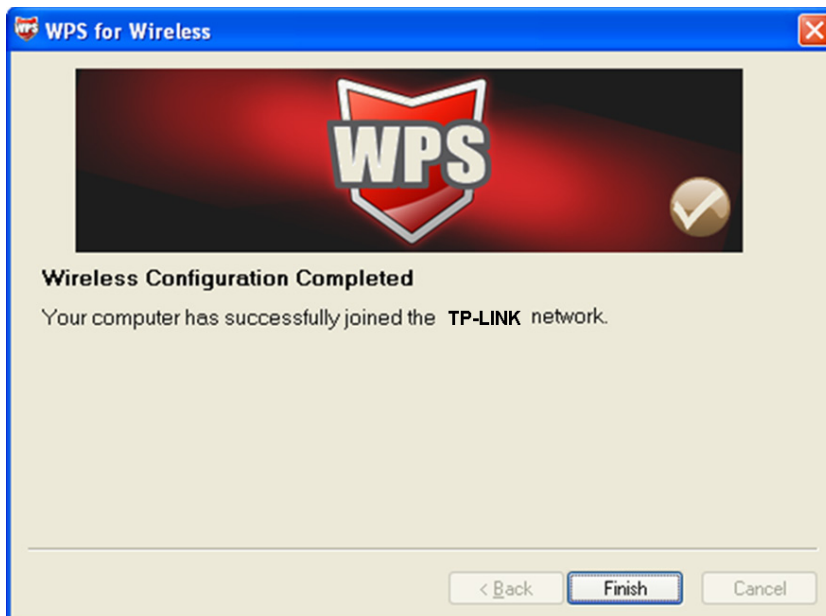 WPS for Wireless
WPS
Wireless Configuration Completed
Your computer has successfully joined the TP-LINK network.
< Back
Finish
Cancel